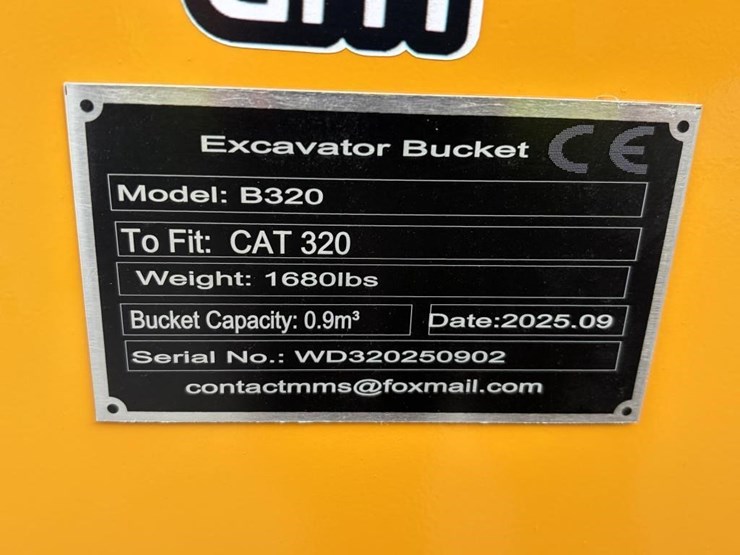 Excavator Bucket CE
Model: B320
To Fit: CAT 320
Weight: 1680lbs
Bucket Capacity: 0.9m³ Date:2025.09
Serial No.: WD320250902
contactmms@foxmail.com